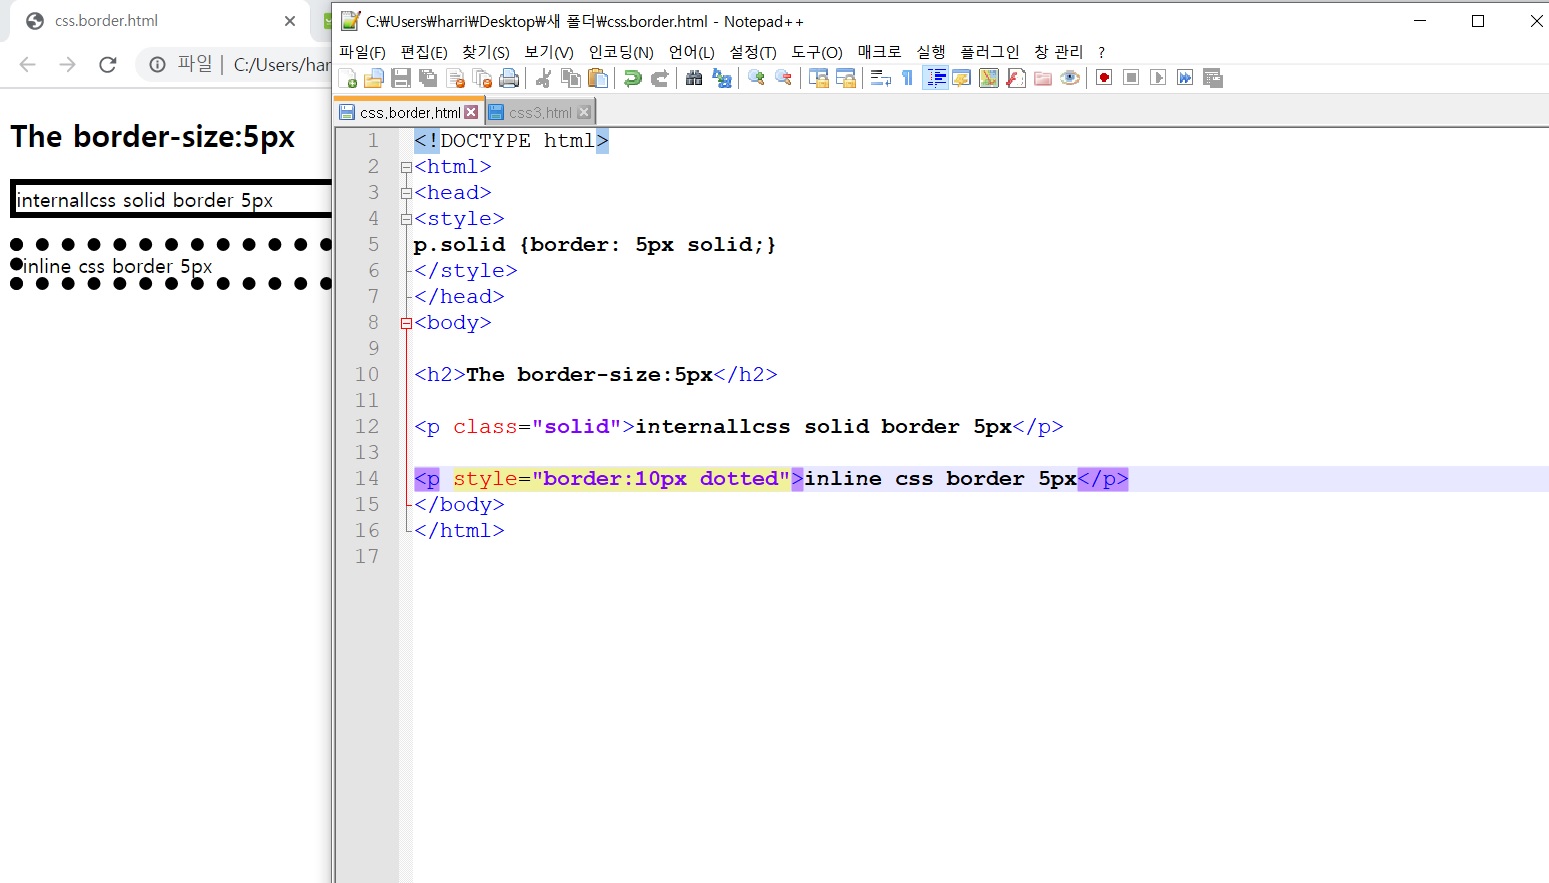 css.border.html
파일 | C:/Users/har
The border-size:5px
internallcss solid border 5px
inline css border 5px
C:₩Users₩harri₩Desktop₩새 폴더₩css.border.html - Notepad++
파일(F) 편집(E) 찾기(S) 보기(V) 인코딩(N) 언어(L) 설정(T) 도구(O) 매크로 실행 플러그인 창 관리 ?
css.border.html css3.html
1 <!DOCTYPE html>
2 <html>
3 <head>
4 <style>
5 p.solid {border: 5px solid;}
6 </style>
7 </head>
8 <body>
9
10 <h2>The border-size:5px</h2>
11
12 <p class="solid">internallcss solid border 5px</p>
13
14 <p style="border:10px dotted">inline css border 5px</p>
15 </body>
16 </html>
17